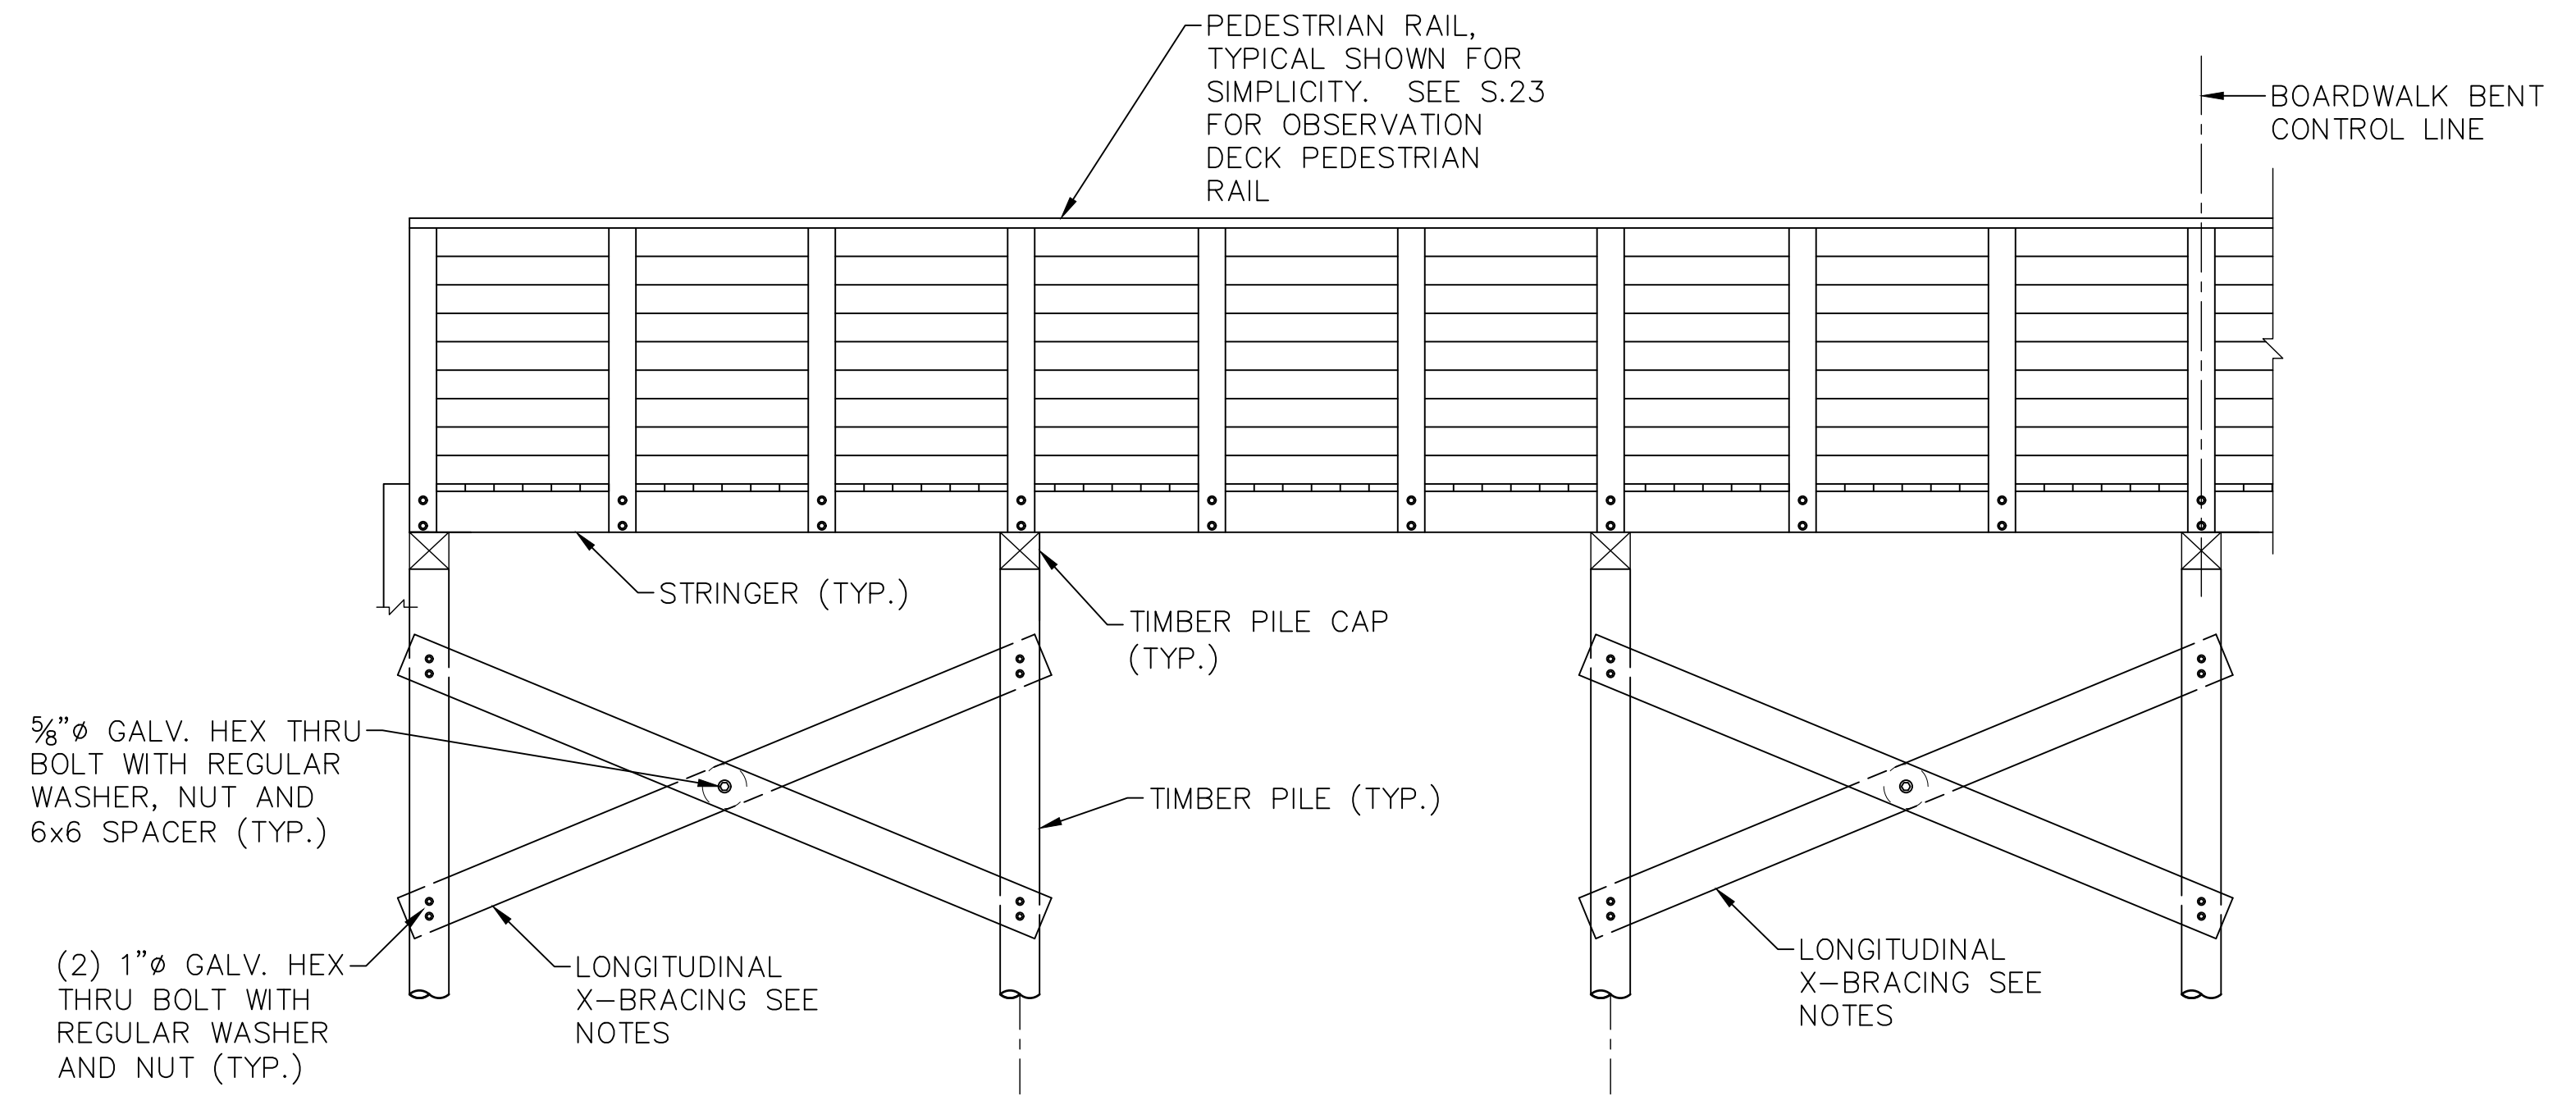 PEDESTRIAN RAIL,
TYPICAL SHOWN FOR
SIMPLICITY.  SEE S.23
FOR OBSERVATION
DECK PEDESTRIAN
RAIL
BOARDWALK BENT
CONTROL LINE
STRINGER (TYP.)
TIMBER PILE CAP
(TYP.)
⅝"ø GALV. HEX THRU
BOLT WITH REGULAR
WASHER, NUT AND
6x6 SPACER (TYP.)
TIMBER PILE (TYP.)
(2) 1"ø GALV. HEX
THRU BOLT WITH
REGULAR WASHER
AND NUT (TYP.)
LONGITUDINAL
X-BRACING SEE
NOTES
LONGITUDINAL
X-BRACING SEE
NOTES